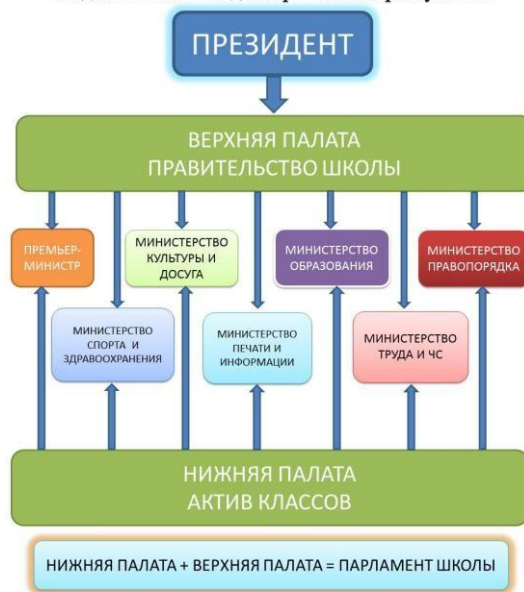 ПРЕЗИДЕНТ
ВЕРХНЯЯ ПАЛАТА
ПРАВИТЕЛЬСТВО ШКОЛЫ
ПРЕМЬЕР-
МИНИСТР
МИНИСТЕРСТВО
КУЛЬТУРЫ И
ДОСУГА
МИНИСТЕРСТВО
ОБРАЗОВАНИЯ
МИНИСТЕРСТВО
ПРАВОПОРЯДКА
МИНИСТЕРСТВО
СПОРТА И
ЗДРАВООХРАНЕНИЯ
МИНИСТЕРСТВО
ПЕЧАТИ И
ИНФОРМАЦИИ
МИНИСТЕРСТВО
ТРУДА И ЧС
НИЖНЯЯ ПАЛАТА
АКТИВ КЛАССОВ
НИЖНЯЯ ПАЛАТА + ВЕРХНЯЯ ПАЛАТА = ПАРЛАМЕНТ ШКОЛЫ